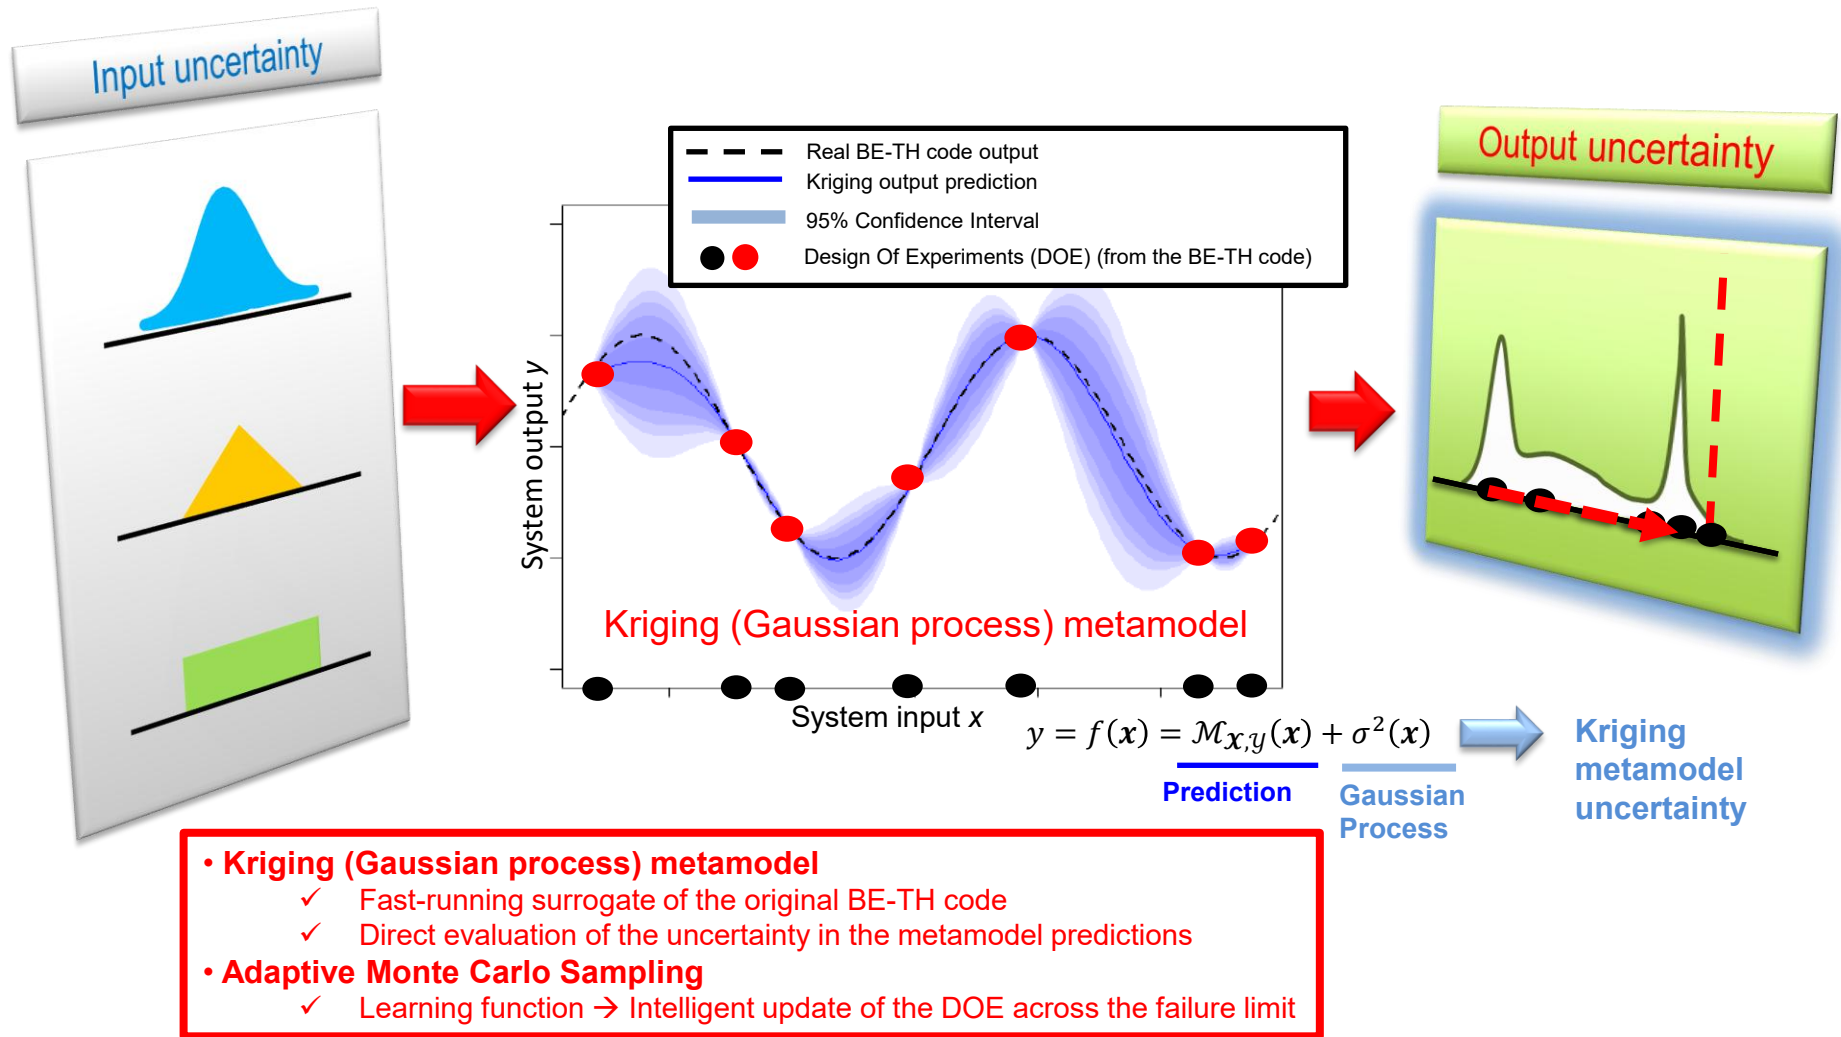 Input uncertainty
Real BE-TH code output
Kriging output prediction
95% Confidence Interval
Design Of Experiments (DOE) (from the BE-TH code)
Output uncertainty
System output y
Kriging (Gaussian process) metamodel
System input x
y = f(𝒙) = ℳ𝓧,𝒴(𝒙) + σ²(𝒙)
Prediction
Gaussian
Process
Kriging
metamodel
uncertainty
• Kriging (Gaussian process) metamodel
✓ Fast-running surrogate of the original BE-TH code
✓ Direct evaluation of the uncertainty in the metamodel predictions
• Adaptive Monte Carlo Sampling
✓ Learning function → Intelligent update of the DOE across the failure limit